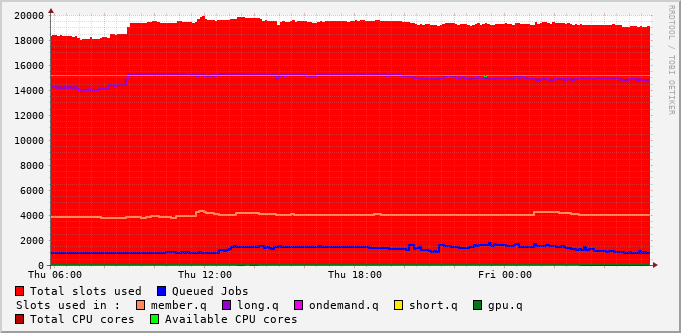 20000
18000
16000
14000
12000
10000
8000
6000
4000
2000
0
Thu 06:00 Thu 12:00 Thu 18:00 Fri 00:00
Total slots used Queued Jobs
Slots used in : member.q long.q ondemand.q short.q gpu.q
Total CPU cores Available CPU cores
RRDTOOL / TOBI OETIKER